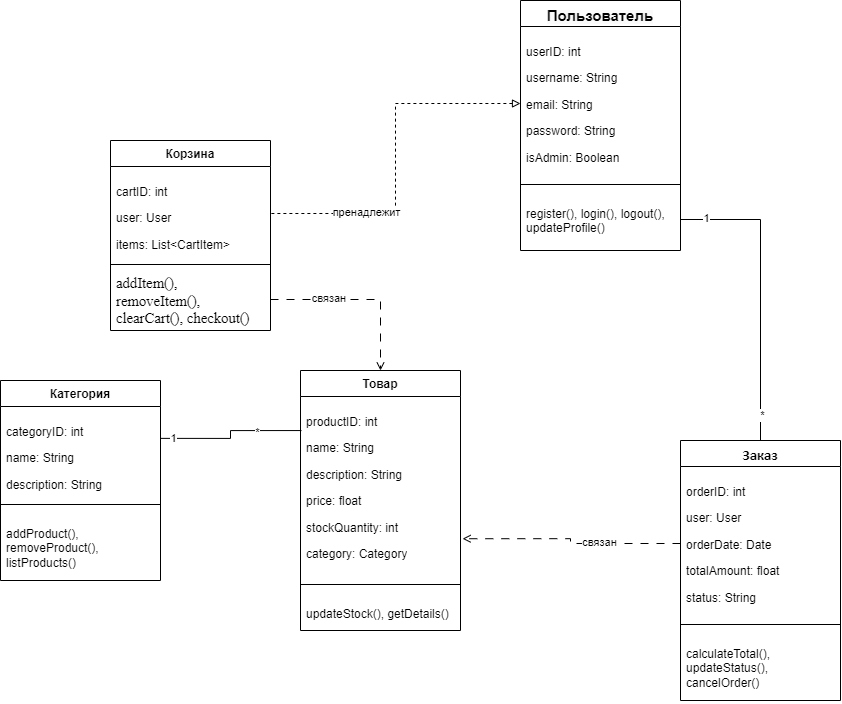 Пользователь
userID: int
username: String
email: String
password: String
isAdmin: Boolean
register(), login(), logout(),
updateProfile()
Корзина
cartID: int
user: User
items: List<CartItem>
addItem(),
removeItem(),
clearCart(), checkout()
пренадлежит
связан
1
*
Категория
categoryID: int
name: String
description: String
addProduct(),
removeProduct(),
listProducts()
1
*
Товар
productID: int
name: String
description: String
price: float
stockQuantity: int
category: Category
updateStock(), getDetails()
связан
Заказ
orderID: int
user: User
orderDate: Date
totalAmount: float
status: String
calculateTotal(),
updateStatus(),
cancelOrder()